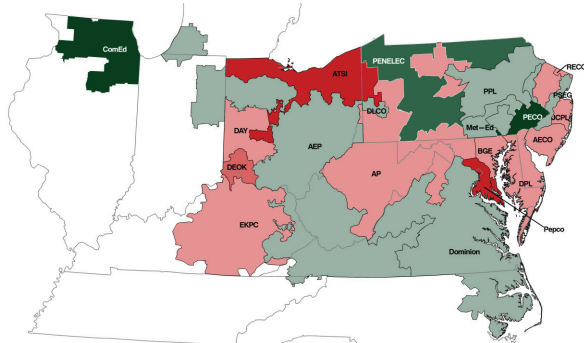 ComEd
PENELEC
RECO
ATSI
PPL
PSEG
DLCO
PECO
JCPL
Met-Ed
DAY
AECO
AEP
BGE
DEOK
AP
DPL
EKPC
Pepco
Dominion